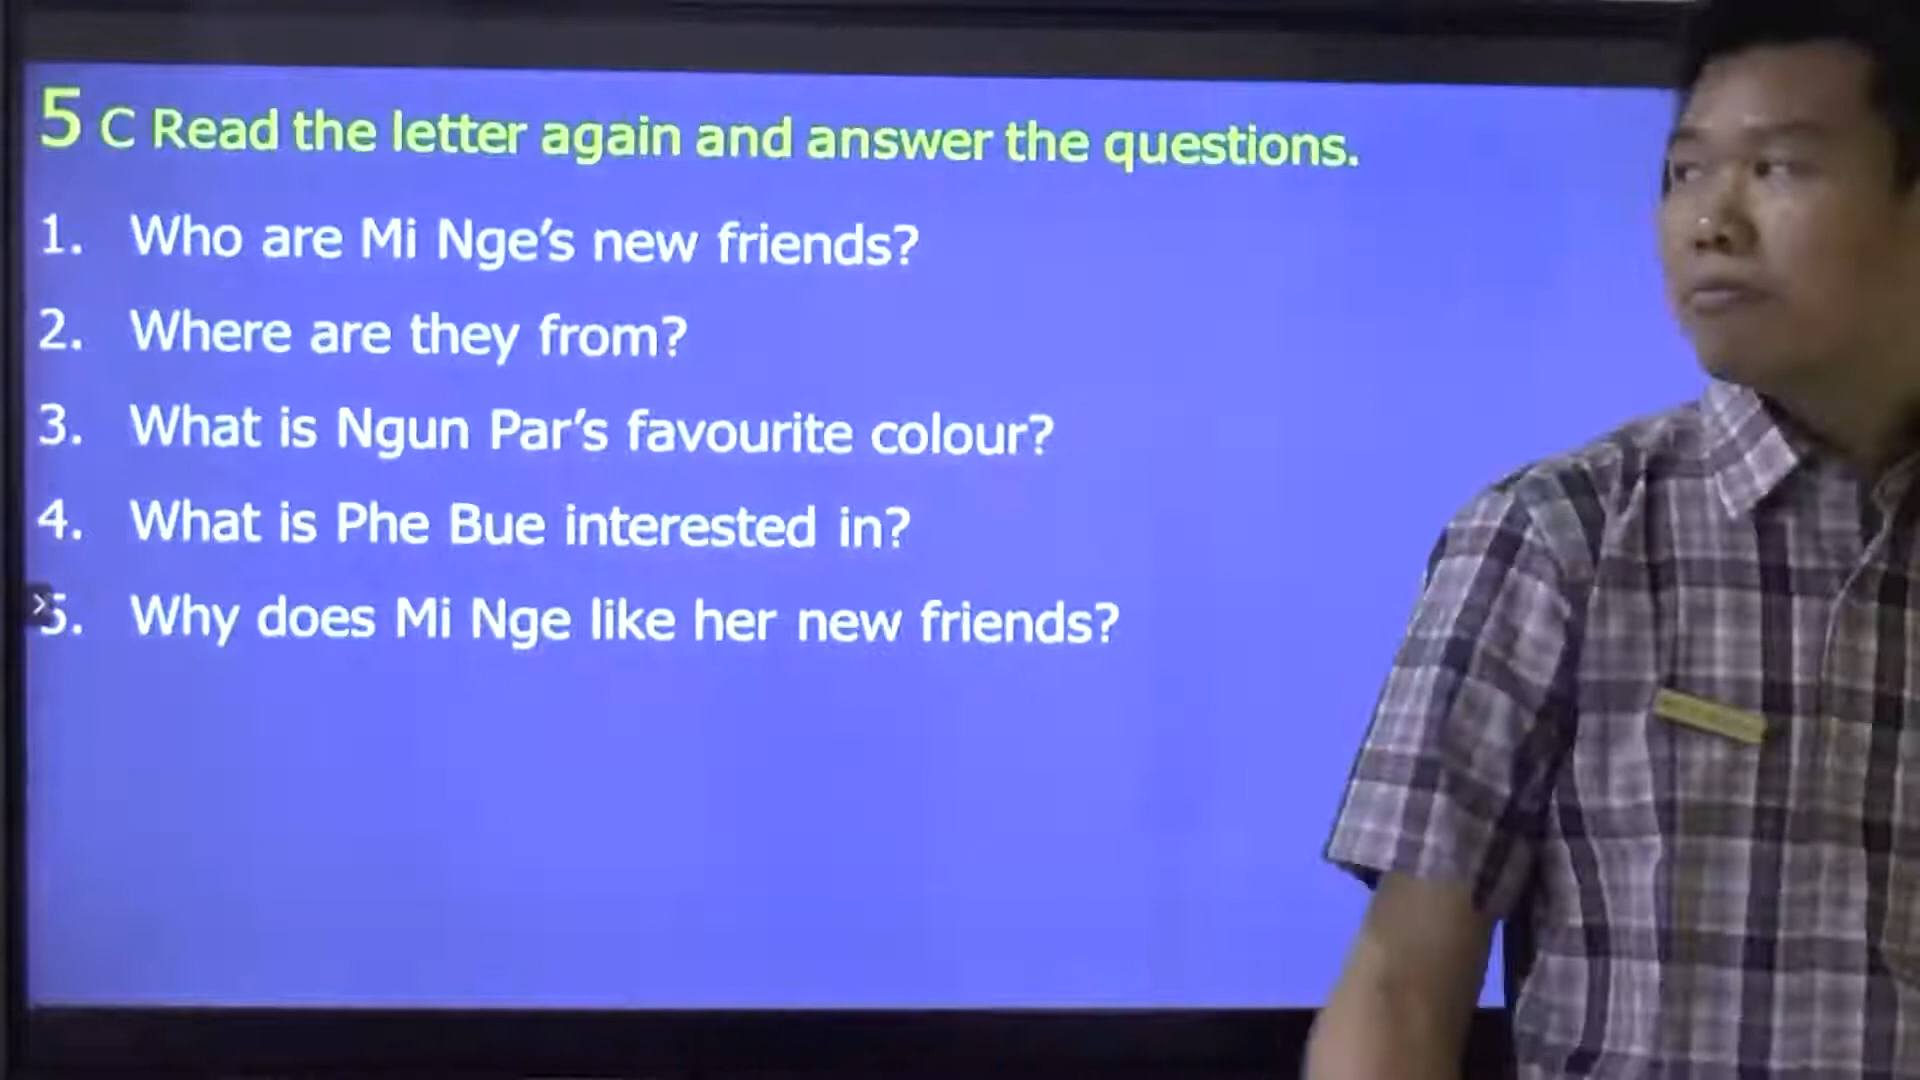 5 C Read the letter again and answer the questions.
1. Who are Mi Nge's new friends?
2. Where are they from?
3. What is Ngun Par's favourite colour?
4. What is Phe Bue interested in?
5. Why does Mi Nge like her new friends?